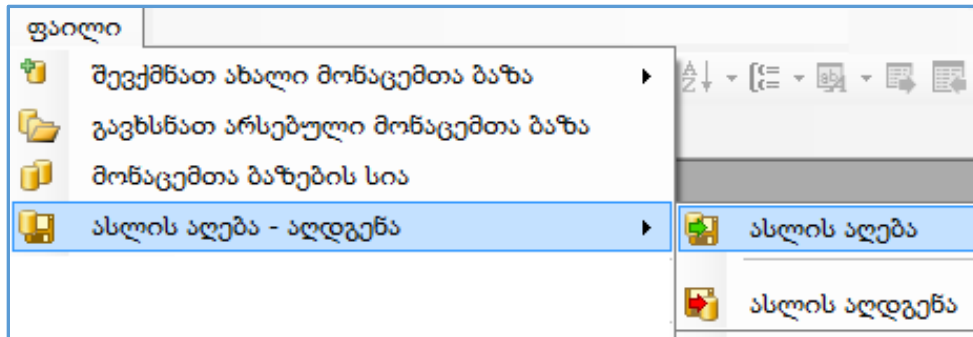 ფაილი
შევქმნათ ახალი მონაცემთა ბაზა
გავხსნათ არსებული მონაცემთა ბაზა
მონაცემთა ბაზების სია
ასლის აღება - აღდგენა
ასლის აღება
ასლის აღდგენა